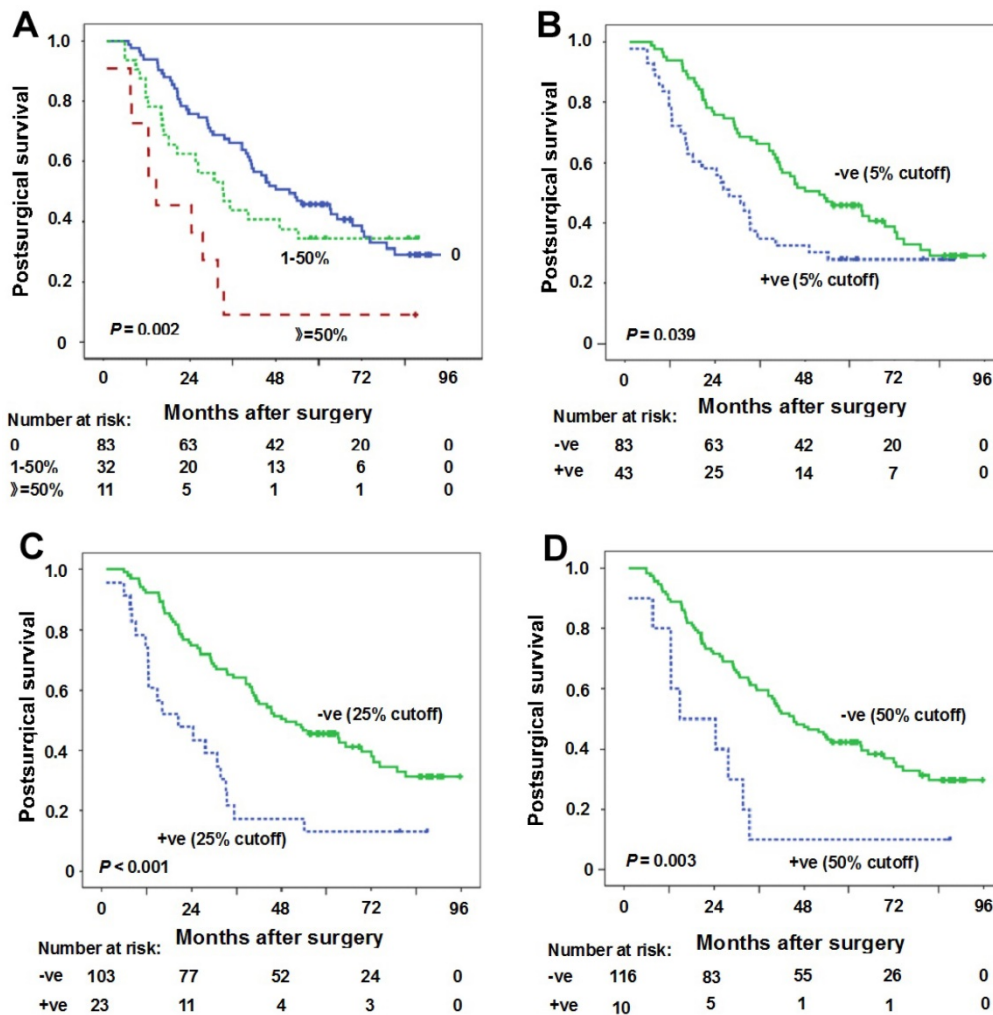 A
Postsurgical survival
1.0
0.8
0.6
0.4
0.2
0
1-50%
0
》=50%
P = 0.002
0 24 48 72 96
Months after surgery
Number at risk:
0 83 63 42 20 0
1-50% 32 20 13 6 0
》=50% 11 5 1 1 0
B
Postsurgical survival
1.0
0.8
0.6
0.4
0.2
0
-ve (5% cutoff)
+ve (5% cutoff)
P = 0.039
0 24 48 72 96
Months after surgery
Number at risk:
-ve 83 63 42 20 0
+ve 43 25 14 7 0
C
Postsurgical survival
1.0
0.8
0.6
0.4
0.2
0
-ve (25% cutoff)
+ve (25% cutoff)
P < 0.001
0 24 48 72 96
Months after surgery
Number at risk:
-ve 103 77 52 24 0
+ve 23 11 4 3 0
D
Postsurgical survival
1.0
0.8
0.6
0.4
0.2
0
-ve (50% cutoff)
+ve (50% cutoff)
P = 0.003
0 24 48 72 96
Months after surgery
Number at risk:
-ve 116 83 55 26 0
+ve 10 5 1 1 0